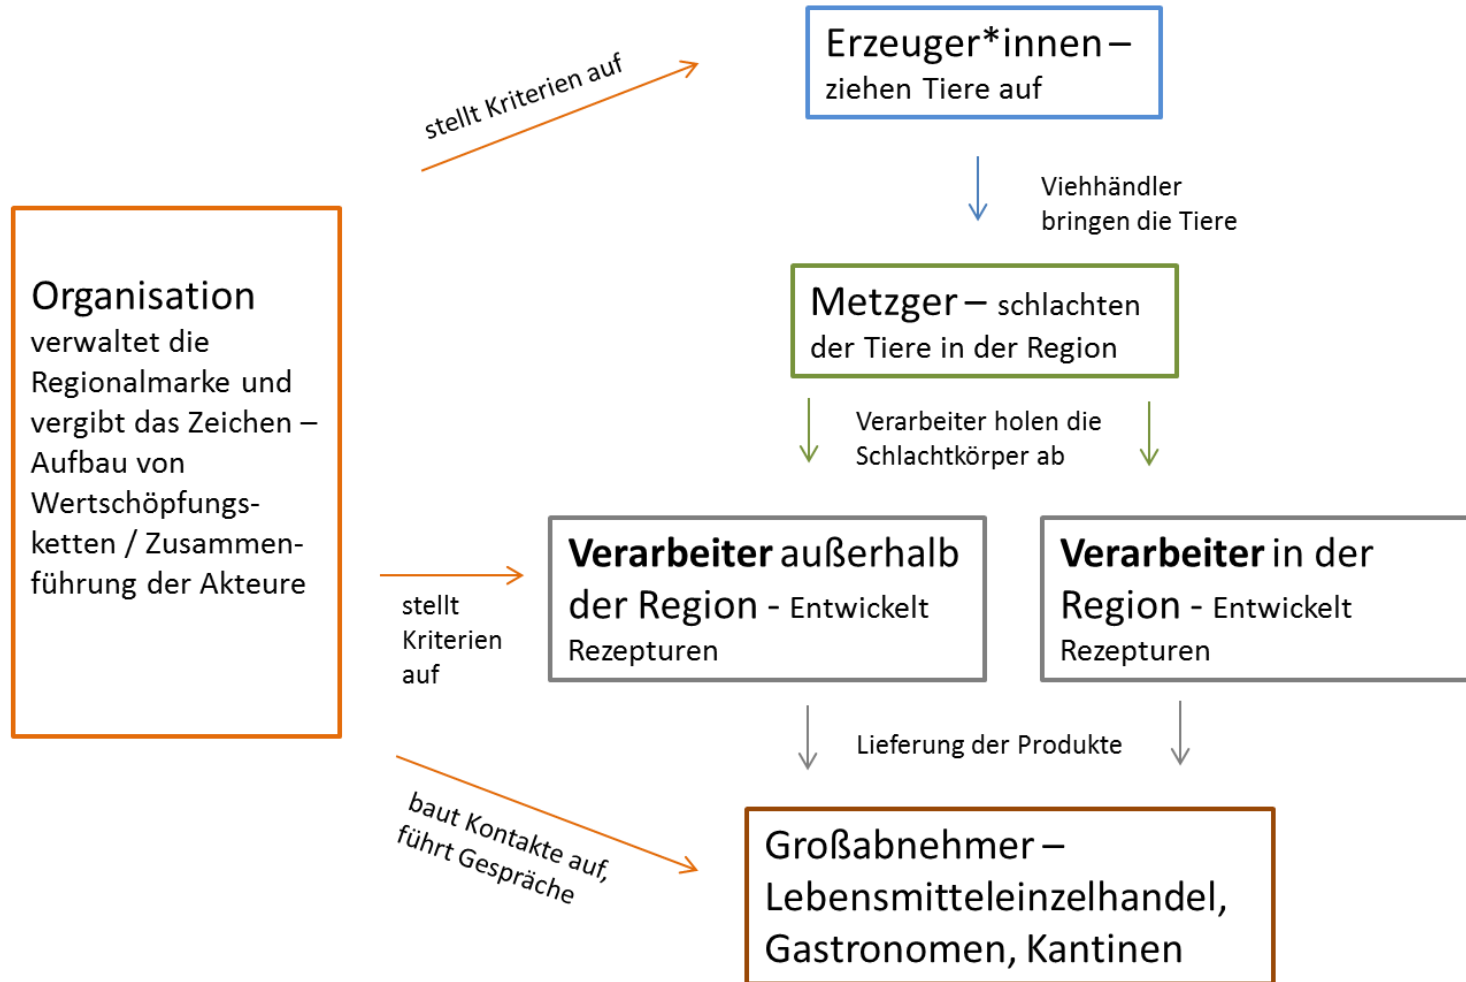 Erzeuger*innen –
ziehen Tiere auf
stellt Kriterien auf
Viehhändler
bringen die Tiere
Organisation
verwaltet die
Regionalmarke und
vergibt das Zeichen –
Aufbau von
Wertschöpfungs-
ketten / Zusammen-
führung der Akteure
Metzger – schlachten
der Tiere in der Region
Verarbeiter holen die
Schlachtkörper ab
stellt
Kriterien
auf
Verarbeiter außerhalb
der Region - Entwickelt
Rezepturen
Verarbeiter in der
Region - Entwickelt
Rezepturen
Lieferung der Produkte
baut Kontakte auf,
führt Gespräche
Großabnehmer –
Lebensmitteleinzelhandel,
Gastronomen, Kantinen